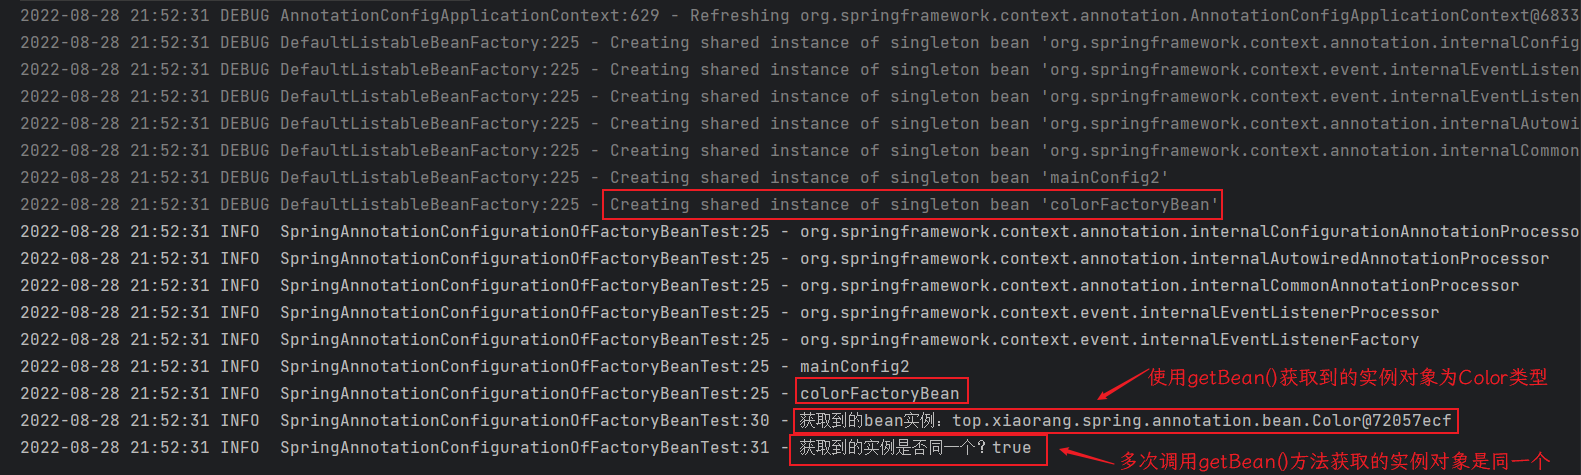 2022-08-28 21:52:31 DEBUG AnnotationConfigApplicationContext:629 - Refreshing org.springframework.context.annotation.AnnotationConfigApplicationContext@6833
2022-08-28 21:52:31 DEBUG DefaultListableBeanFactory:225 - Creating shared instance of singleton bean 'org.springframework.context.annotation.internalConfig
2022-08-28 21:52:31 DEBUG DefaultListableBeanFactory:225 - Creating shared instance of singleton bean 'org.springframework.context.event.internalEventListen
2022-08-28 21:52:31 DEBUG DefaultListableBeanFactory:225 - Creating shared instance of singleton bean 'org.springframework.context.event.internalEventListen
2022-08-28 21:52:31 DEBUG DefaultListableBeanFactory:225 - Creating shared instance of singleton bean 'org.springframework.context.annotation.internalAutowi
2022-08-28 21:52:31 DEBUG DefaultListableBeanFactory:225 - Creating shared instance of singleton bean 'org.springframework.context.annotation.internalCommon
2022-08-28 21:52:31 DEBUG DefaultListableBeanFactory:225 - Creating shared instance of singleton bean 'mainConfig2'
2022-08-28 21:52:31 DEBUG DefaultListableBeanFactory:225 - Creating shared instance of singleton bean 'colorFactoryBean'
2022-08-28 21:52:31 INFO  SpringAnnotationConfigurationOfFactoryBeanTest:25 - org.springframework.context.annotation.internalConfigurationAnnotationProcesso
2022-08-28 21:52:31 INFO  SpringAnnotationConfigurationOfFactoryBeanTest:25 - org.springframework.context.annotation.internalAutowiredAnnotationProcessor
2022-08-28 21:52:31 INFO  SpringAnnotationConfigurationOfFactoryBeanTest:25 - org.springframework.context.annotation.internalCommonAnnotationProcessor
2022-08-28 21:52:31 INFO  SpringAnnotationConfigurationOfFactoryBeanTest:25 - org.springframework.context.event.internalEventListenerProcessor
2022-08-28 21:52:31 INFO  SpringAnnotationConfigurationOfFactoryBeanTest:25 - org.springframework.context.event.internalEventListenerFactory
2022-08-28 21:52:31 INFO  SpringAnnotationConfigurationOfFactoryBeanTest:25 - mainConfig2
使用getBean()获取到的实例对象为Color类型
2022-08-28 21:52:31 INFO  SpringAnnotationConfigurationOfFactoryBeanTest:25 - colorFactoryBean
2022-08-28 21:52:31 INFO  SpringAnnotationConfigurationOfFactoryBeanTest:30 - 获取到的bean实例：top.xiaorang.spring.annotation.bean.Color@72057ecf
2022-08-28 21:52:31 INFO  SpringAnnotationConfigurationOfFactoryBeanTest:31 - 获取到的实例是否同一个？true
多次调用getBean()方法获取的实例对象是同一个